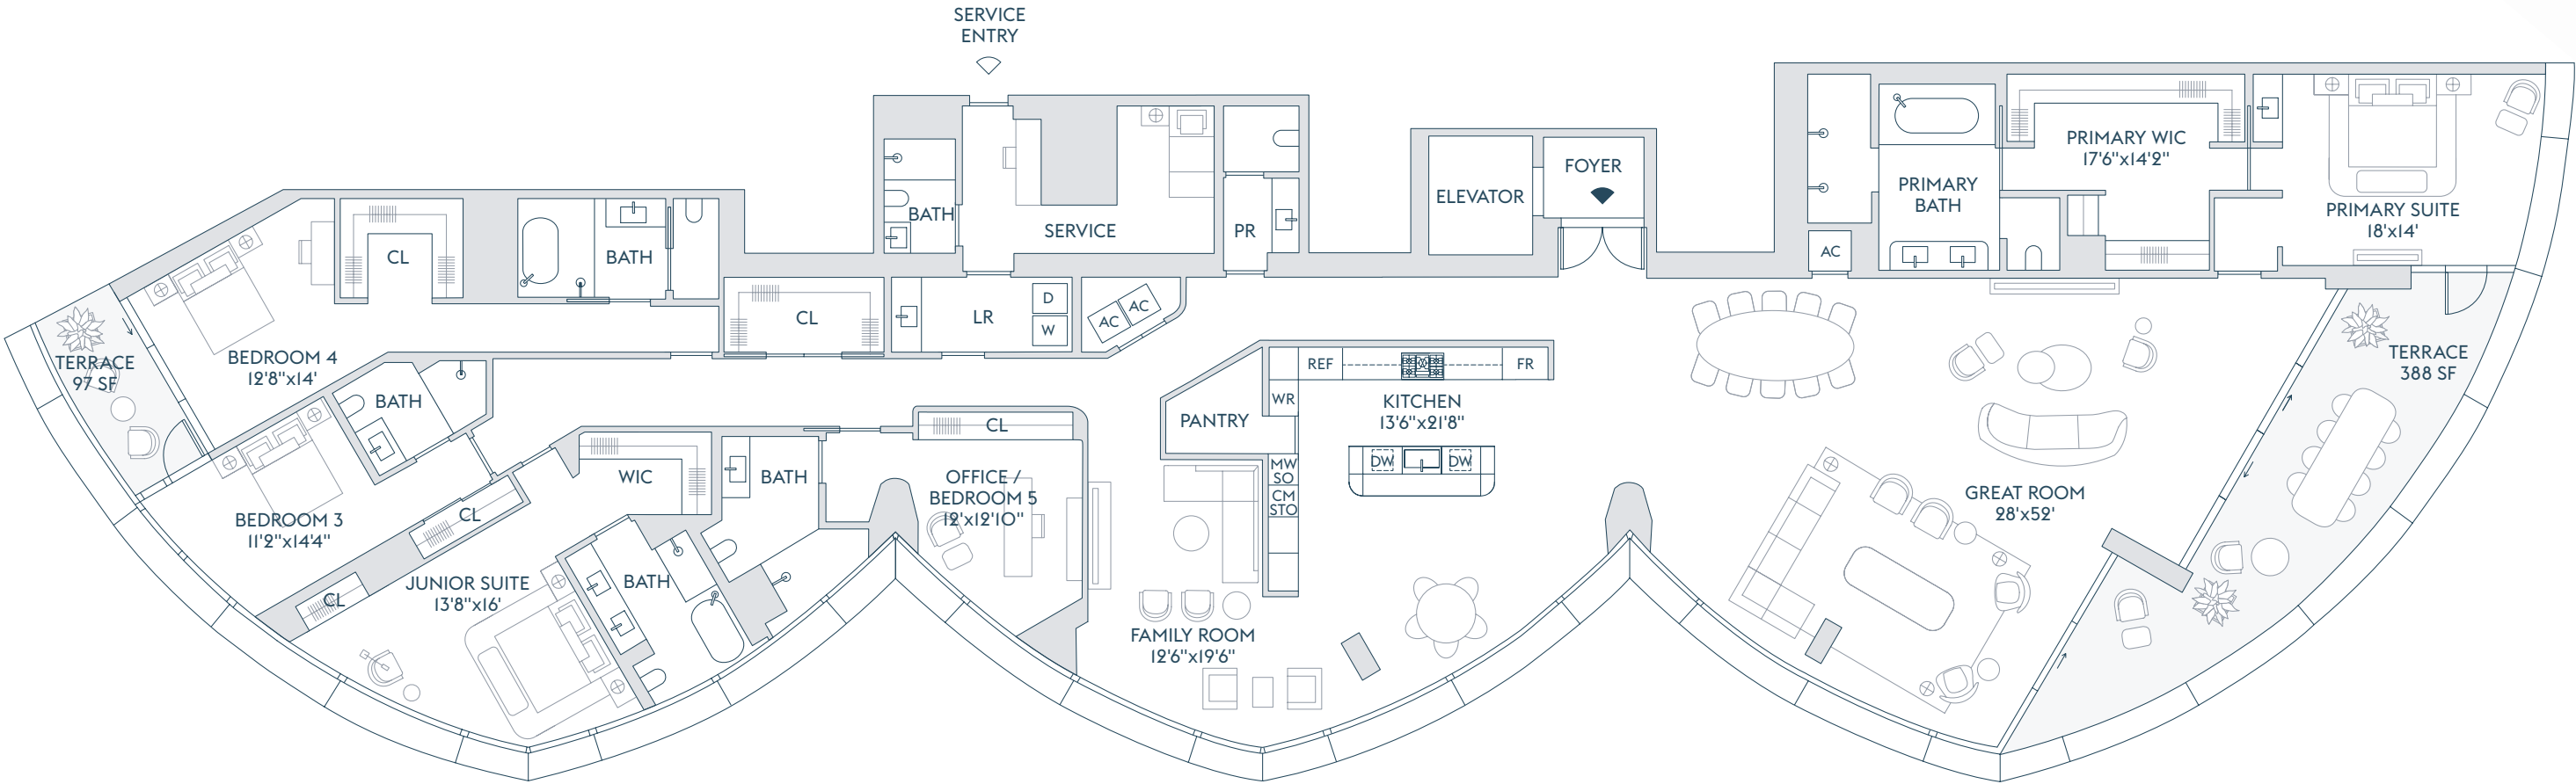 SERVICE
ENTRY
PRIMARY WIC
17'6"x14'2"
FOYER
ELEVATOR
PRIMARY
BATH
PRIMARY SUITE
18'x14'
BATH
SERVICE
PR
AC
CL
BATH
D
W
LR
CL
AC
AC
TERRACE
97 SF
BEDROOM 4
12'8"x14'
TERRACE
388 SF
REF
FR
WR
KITCHEN
13'6"x21'8"
BATH
PANTRY
CL
DW
DW
MW
SO
CM
STO
WIC
BATH
OFFICE /
BEDROOM 5
12'x12'10"
GREAT ROOM
28'x52'
BEDROOM 3
11'2"x14'4"
CL
JUNIOR SUITE
13'8"x16'
BATH
CL
FAMILY ROOM
12'6"x19'6"